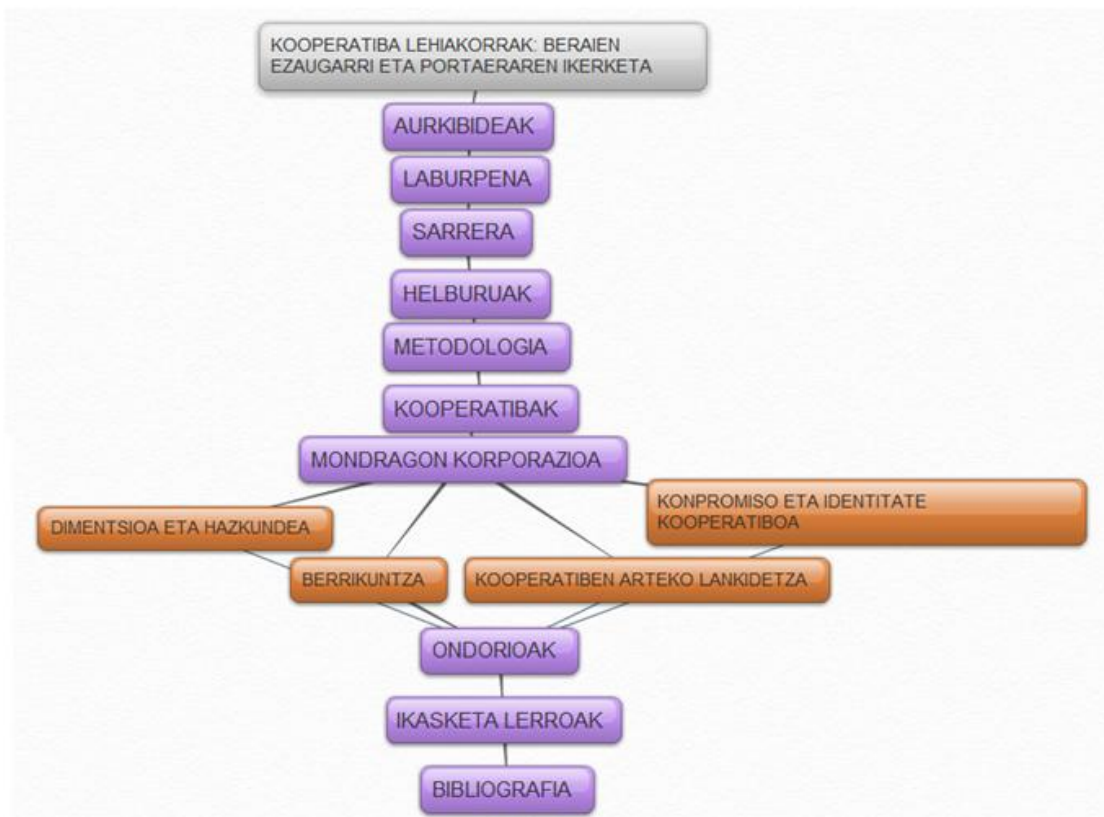 KOOPERATIBA LEHIAKORRAK: BERAIEN
EZAUGARRI ETA PORTAERAREN IKERKETA
AURKIBIDEAK
LABURPENA
SARRERA
HELBURUAK
METODOLOGIA
KOOPERATIBAK
MONDRAGON KORPORAZIOA
DIMENTSIOA ETA HAZKUNDEA
KONPROMISO ETA IDENTITATE
KOOPERATIBOA
BERRIKUNTZA
KOOPERATIBEN ARTEKO LANKIDETZA
ONDORIOAK
IKASKETA LERROAK
BIBLIOGRAFIA